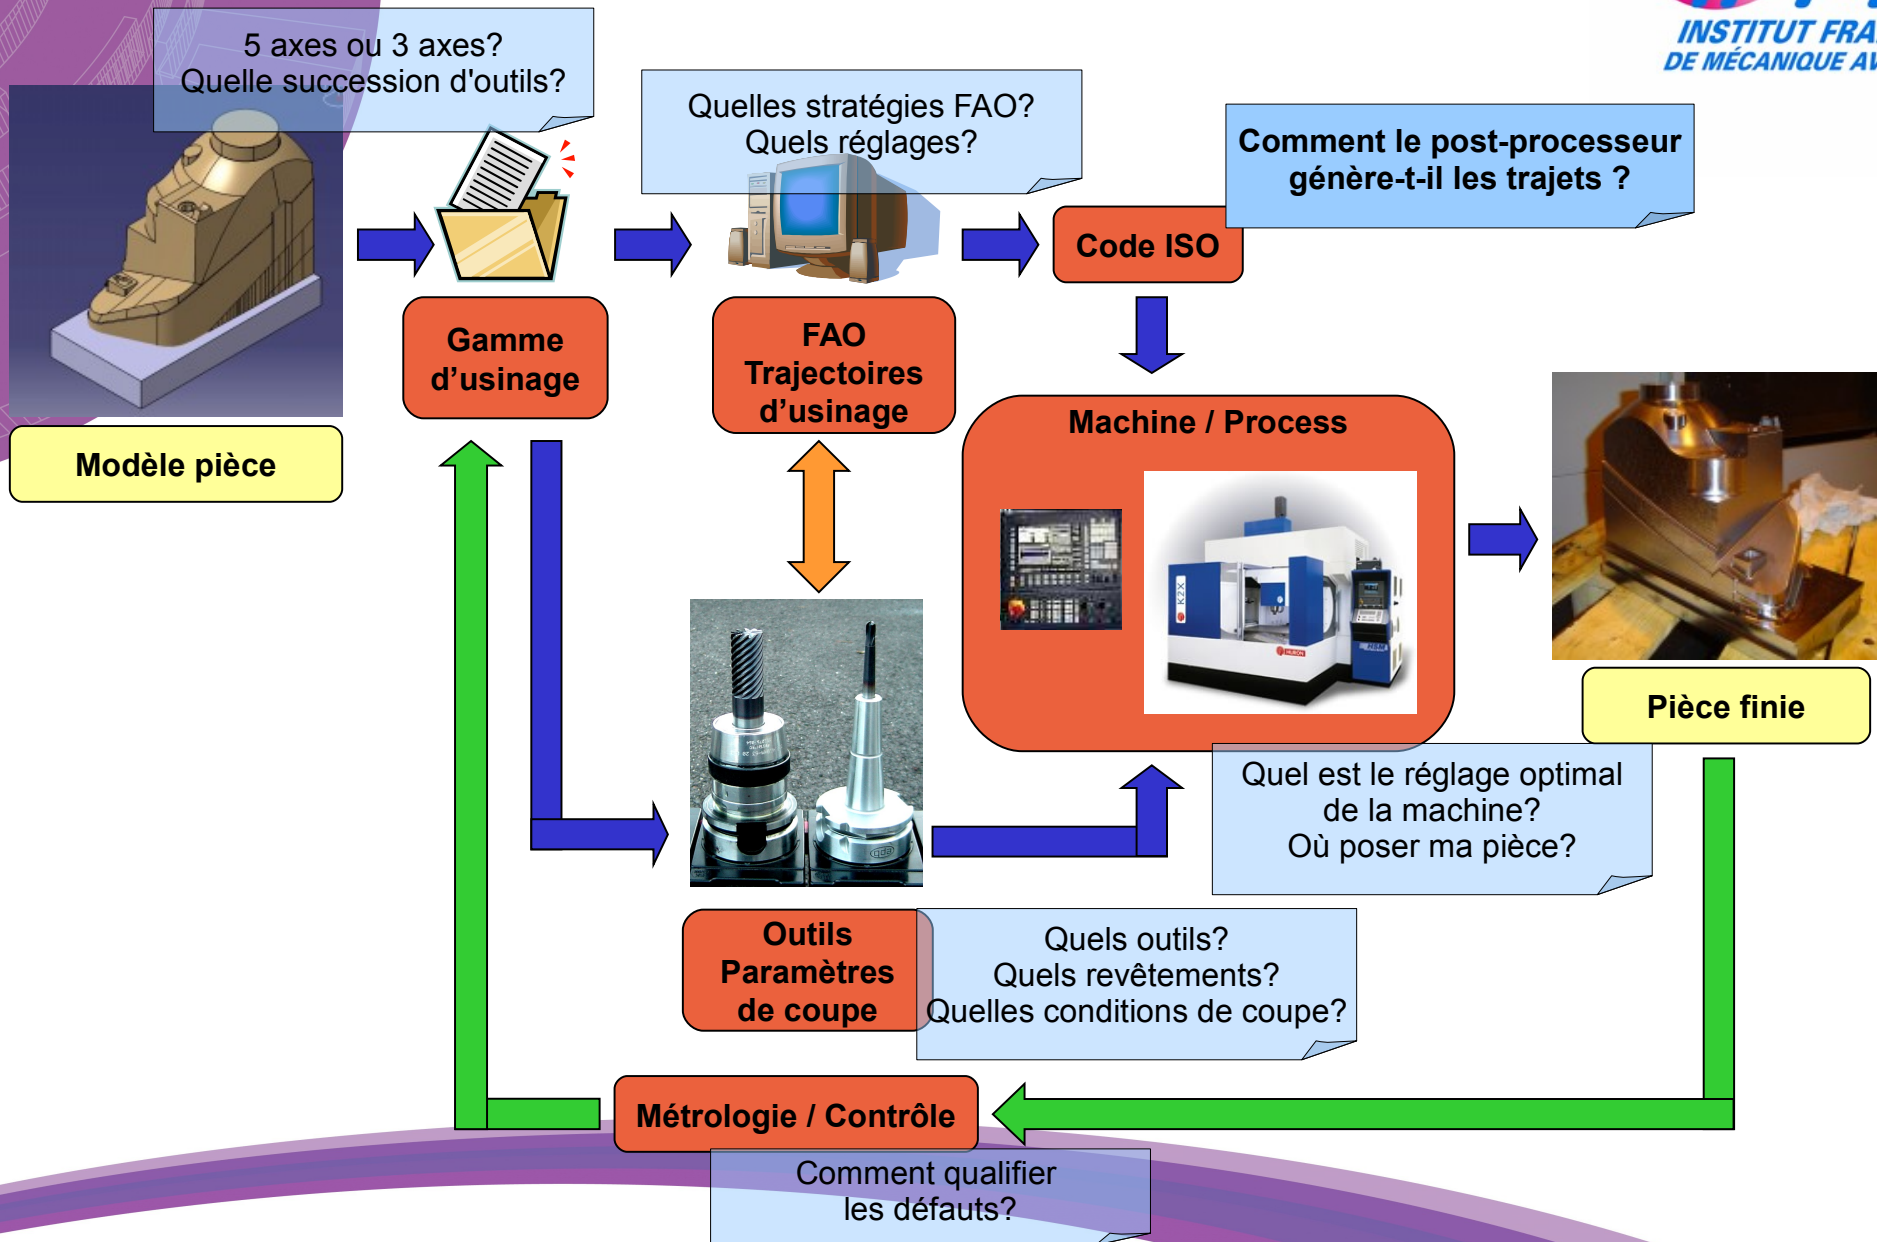 5 axes ou 3 axes?
Quelle succession d'outils?
Quelles stratégies FAO?
Quels réglages?
INSTITUT
DE MÉCANIQUE
Comment le post-processeur
génère-t-il les trajets ?
Code ISO
Gamme
d’usinage
FAO
Trajectoires
d’usinage
Modèle pièce
Machine / Process
K2X
HURON
Pièce finie
Quel est le réglage optimal
de la machine?
Où poser ma pièce?
Outils
Paramètres
de coupe
Quels outils?
Quels revêtements?
Quelles conditions de coupe?
Métrologie / Contrôle
Comment qualifier
les défauts?